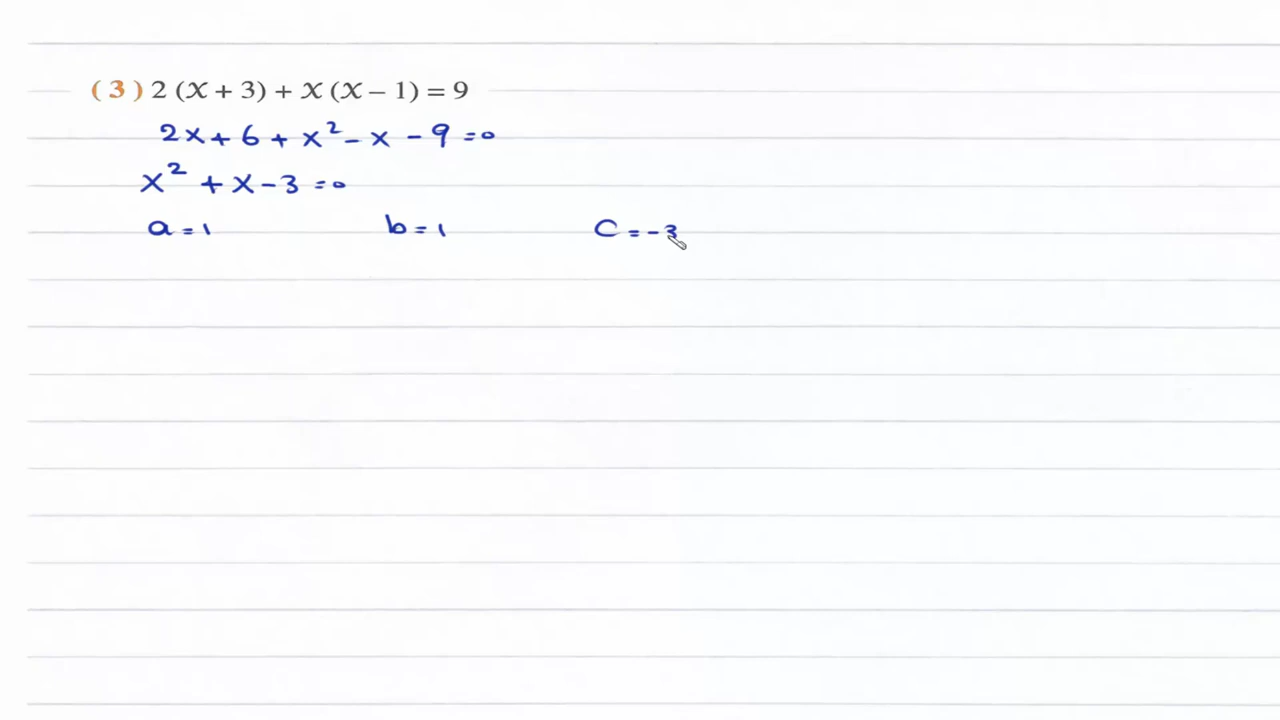 ( 3 ) 2 (X + 3) + X (X − 1) = 9
2x + 6 + x² − x − 9 = 0
x² + x − 3 = 0
a = 1 b = 1 C = −3